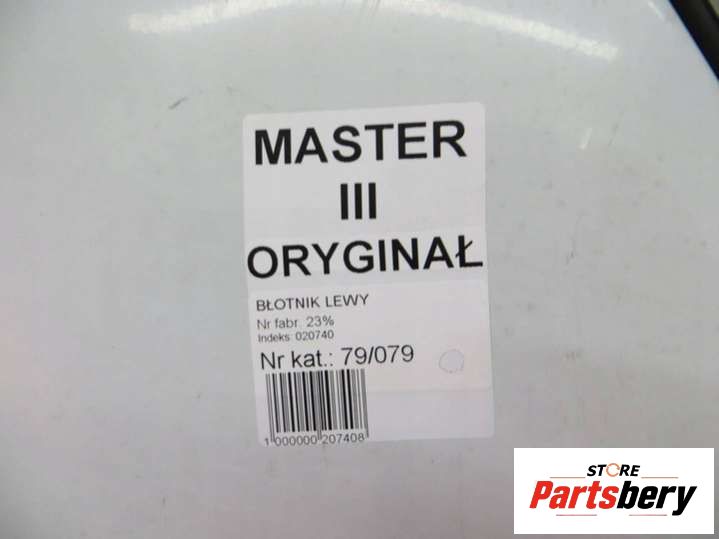 MASTER
III
ORYGINAŁ
BŁOTNIK LEWY
Nr fabr. 23%
Indeks: 020740
Nr kat.: 79/079
1 000000 207408
STORE
Partsbery